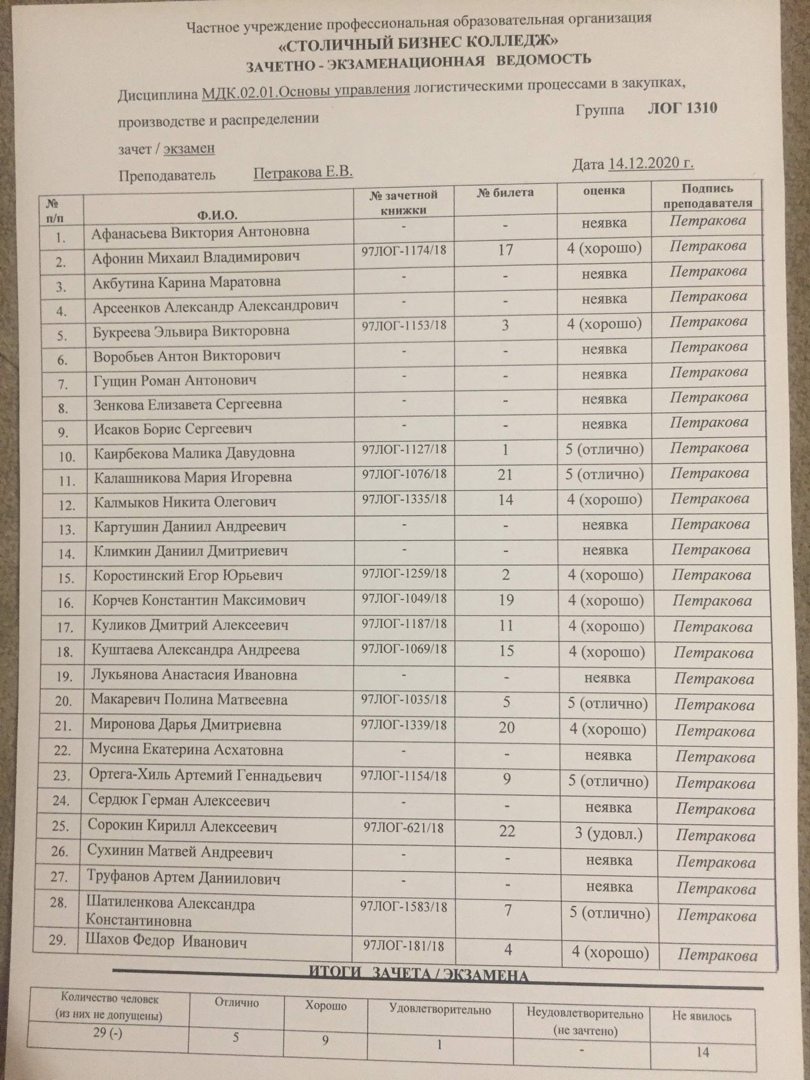 Частное учреждение профессиональная образовательная организация
«СТОЛИЧНЫЙ БИЗНЕС КОЛЛЕДЖ»
ЗАЧЕТНО - ЭКЗАМЕНАЦИОННАЯ ВЕДОМОСТЬ
Дисциплина МДК.02.01.Основы управления логистическими процессами в закупках,
производстве и распределении Группа ЛОГ 1310
зачет / экзамен
Преподаватель Петракова Е.В. Дата 14.12.2020 г.
№ п/п Ф.И.О. № зачетной книжки № билета оценка Подпись преподавателя
1. Афанасьева Виктория Антоновна - - неявка Петракова
2. Афонин Михаил Владимирович 97ЛОГ-1174/18 17 4 (хорошо) Петракова
3. Акбутина Карина Маратовна - - неявка Петракова
4. Арсеенков Александр Александрович - - неявка Петракова
5. Букреева Эльвира Викторовна 97ЛОГ-1153/18 3 4 (хорошо) Петракова
6. Воробьев Антон Викторович - - неявка Петракова
7. Гущин Роман Антонович - - неявка Петракова
8. Зенкова Елизавета Сергеевна - - неявка Петракова
9. Исаков Борис Сергеевич - - неявка Петракова
10. Каирбекова Малика Давудовна 97ЛОГ-1127/18 1 5 (отлично) Петракова
11. Калашникова Мария Игоревна 97ЛОГ-1076/18 21 5 (отлично) Петракова
12. Калмыков Никита Олегович 97ЛОГ-1335/18 14 4 (хорошо) Петракова
13. Картушин Даниил Андреевич - - неявка Петракова
14. Климкин Даниил Дмитриевич - - неявка Петракова
15. Коростинский Егор Юрьевич 97ЛОГ-1259/18 2 4 (хорошо) Петракова
16. Корчев Константин Максимович 97ЛОГ-1049/18 19 4 (хорошо) Петракова
17. Куликов Дмитрий Алексеевич 97ЛОГ-1187/18 11 4 (хорошо) Петракова
18. Куштаева Александра Андреева 97ЛОГ-1069/18 15 4 (хорошо) Петракова
19. Лукьянова Анастасия Ивановна - - неявка Петракова
20. Макаревич Полина Матвеевна 97ЛОГ-1035/18 5 5 (отлично) Петракова
21. Миронова Дарья Дмитриевна 97ЛОГ-1339/18 20 4 (хорошо) Петракова
22. Мусина Екатерина Асхатовна - - неявка Петракова
23. Ортега-Хиль Артемий Геннадьевич 97ЛОГ-1154/18 9 5 (отлично) Петракова
24. Сердюк Герман Алексеевич - - неявка Петракова
25. Сорокин Кирилл Алексеевич 97ЛОГ-621/18 22 3 (удовл.) Петракова
26. Сухинин Матвей Андреевич - - неявка Петракова
27. Труфанов Артем Даниилович - - неявка Петракова
28. Шатиленкова Александра
Константиновна 97ЛОГ-1583/18 7 5 (отлично) Петракова
29. Шахов Федор Иванович 97ЛОГ-181/18 4 4 (хорошо) Петракова
ИТОГИ ЗАЧЕТА / ЭКЗАМЕНА
Количество человек Отлично Хорошо Удовлетворительно Неудовлетворительно Не явилось
(из них не допущены) (не зачтено)
29 (-) 5 9 1 - 14